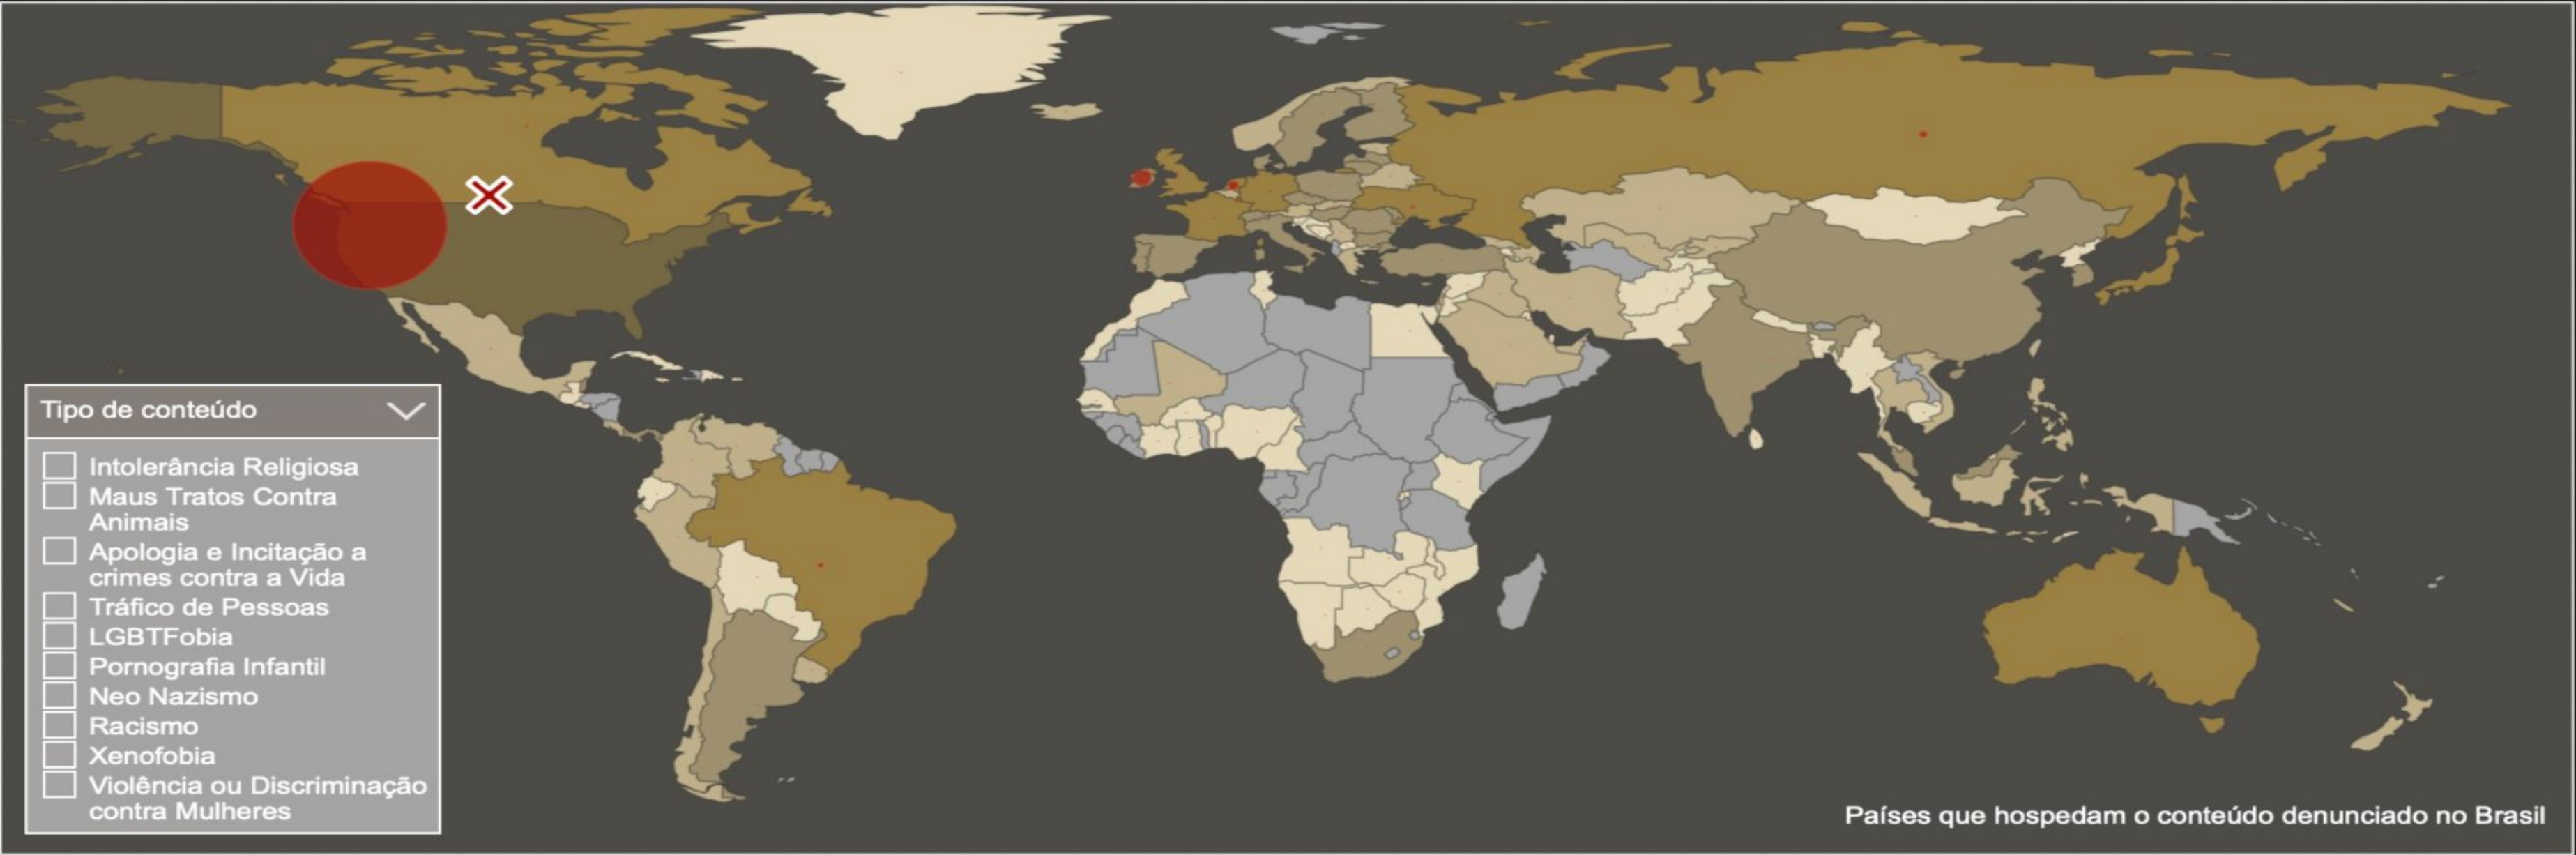 Tipo de conteúdo
Intolerância Religiosa
Maus Tratos Contra
Animais
Apologia e Incitação a
crimes contra a Vida
Tráfico de Pessoas
LGBTFobia
Pornografia Infantil
Neo Nazismo
Racismo
Xenofobia
Violência ou Discriminação
contra Mulheres
Países que hospedam o conteúdo denunciado no Brasil